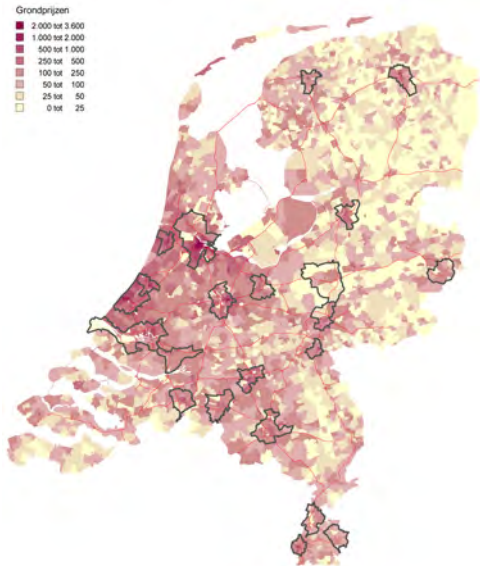 Grondprijzen
2.000 tot 3.600
1.000 tot 2.000
500 tot 1.000
250 tot 500
100 tot 250
50 tot 100
25 tot 50
0 tot 25